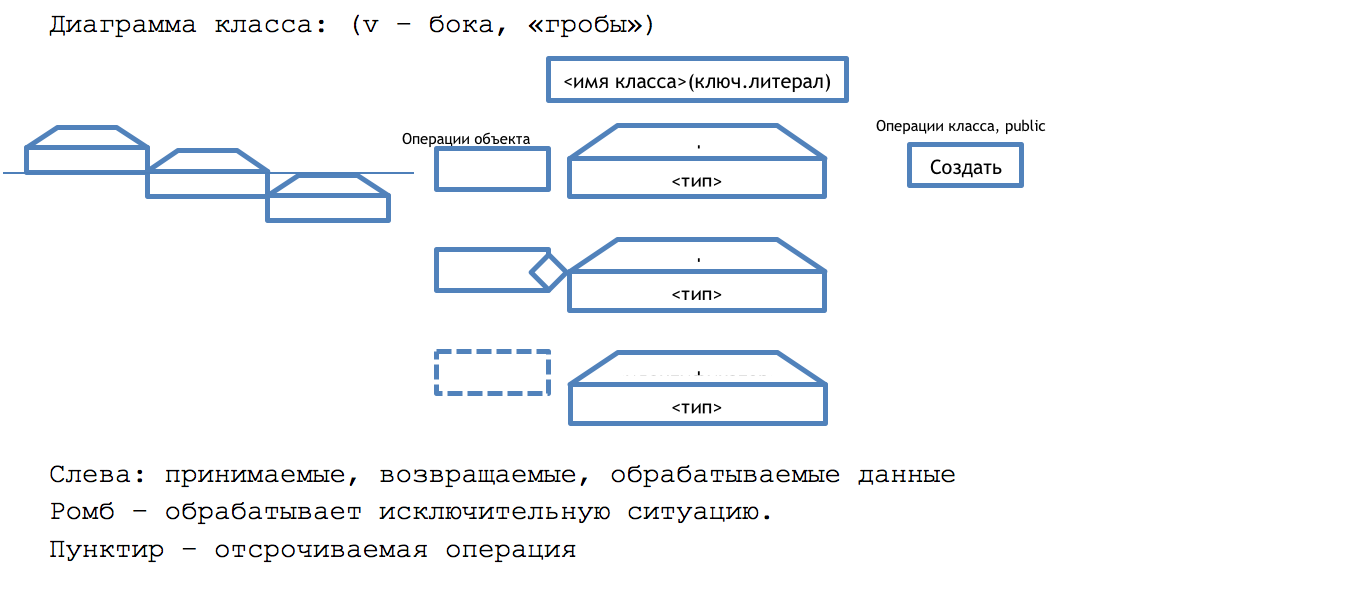 Диаграмма класса: (v – бока, «гробы»)
<имя класса>(ключ.литерал)
Операции объекта
Операции класса, public
Создать
<тип>
<тип>
<тип>
Слева: принимаемые, возвращаемые, обрабатываемые данные
Ромб – обрабатывает исключительную ситуацию.
Пунктир – отсрочиваемая операция